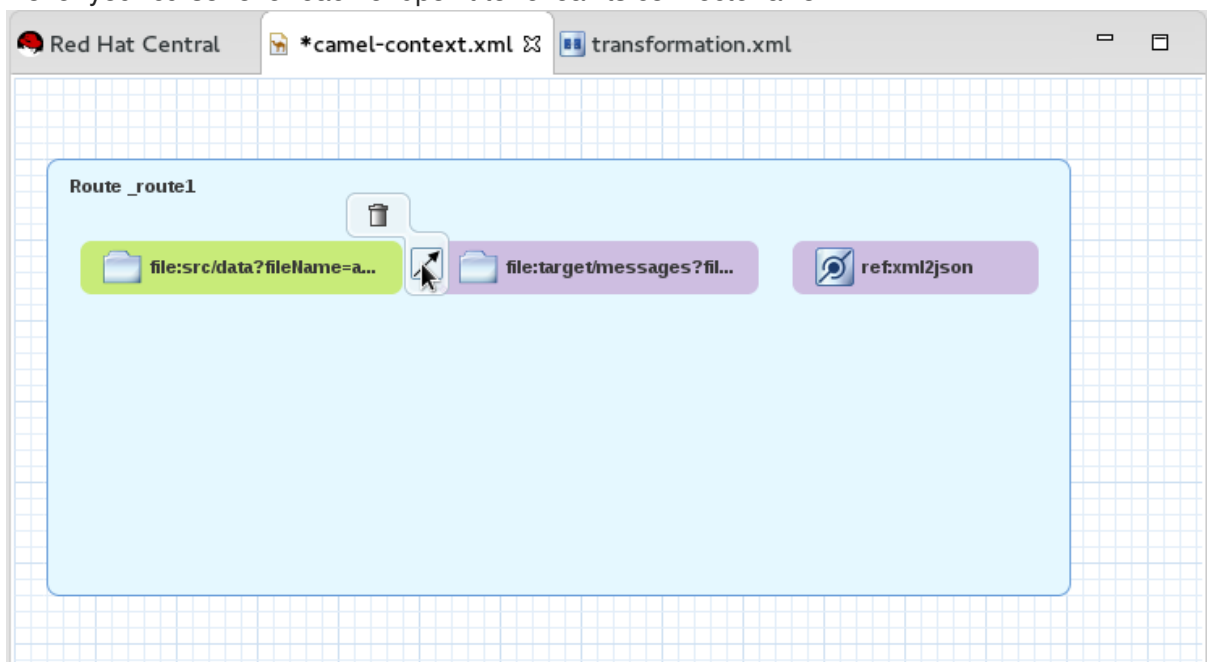 Red Hat Central
*camel-context.xml
transformation.xml
Route _route1
file:src/data?fileName=a...
file:target/messages?fil...
ref:xml2json